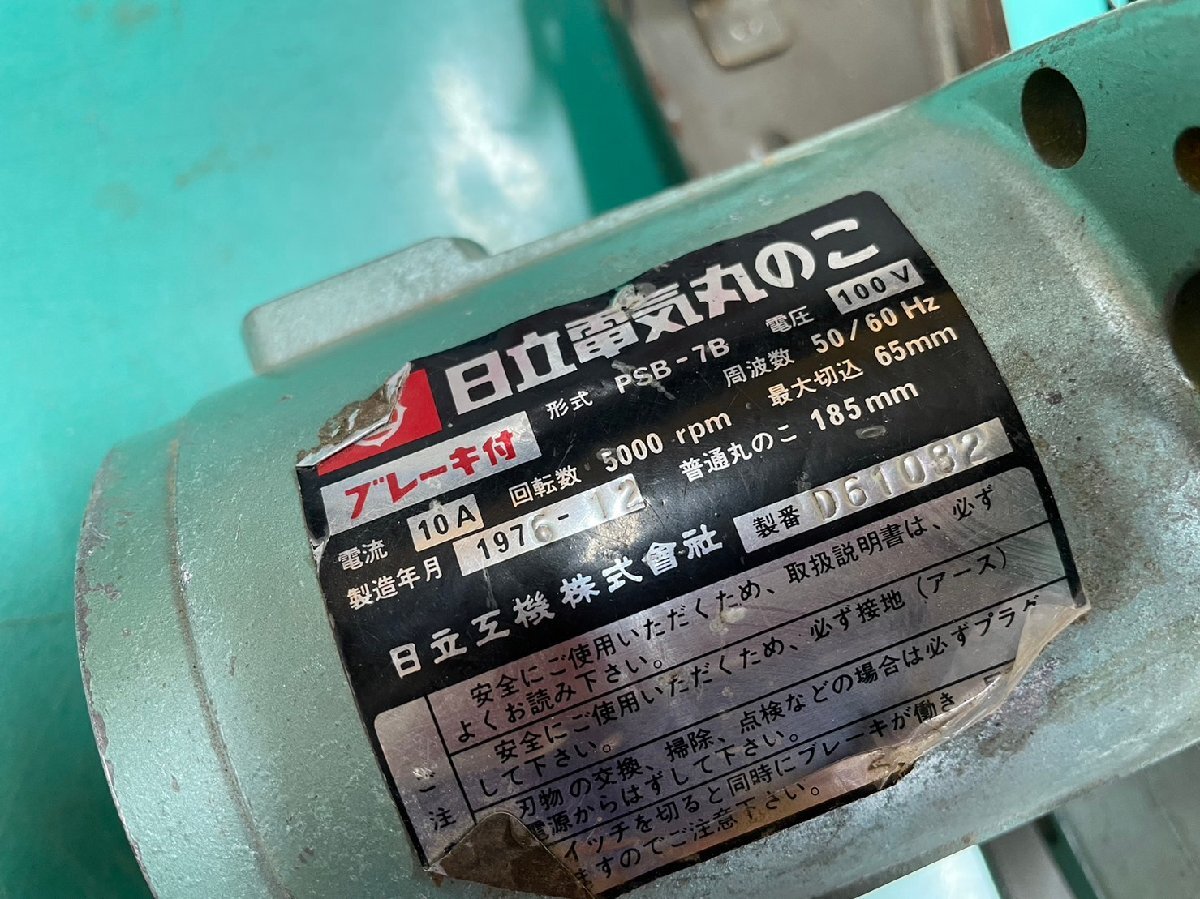 日立電気丸のこ
ブレーキ付 形式 PSB-7B 電圧 100V
電流 10A 回転数 5000 rpm 周波数 50/60Hz
製造年月 1976-12 普通丸のこ 185mm 最大切込 65mm
日立工機株式會社 製番 D61082
注
安全にご使用いただくため、取扱説明書は、必ず
よくお読み下さい。
安全にご使用いただくため、必ず接地(アース)
して下さい。
刃物の交換、掃除、点検などの場合は必ずプラグ
電源からはずして下さい。
イッチを切ると同時にブレーキが働き
ますのでご注意下さい。